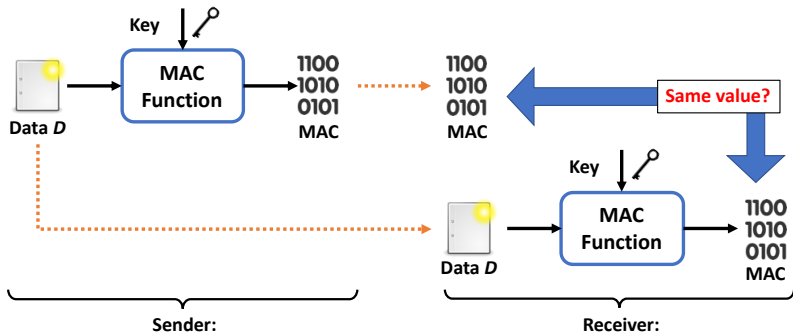 Key
MAC
Function
Data D
1100
1010
0101
MAC
1100
1010
0101
MAC
Same value?
Key
Data D
MAC
Function
1100
1010
0101
MAC
Sender:
Receiver: